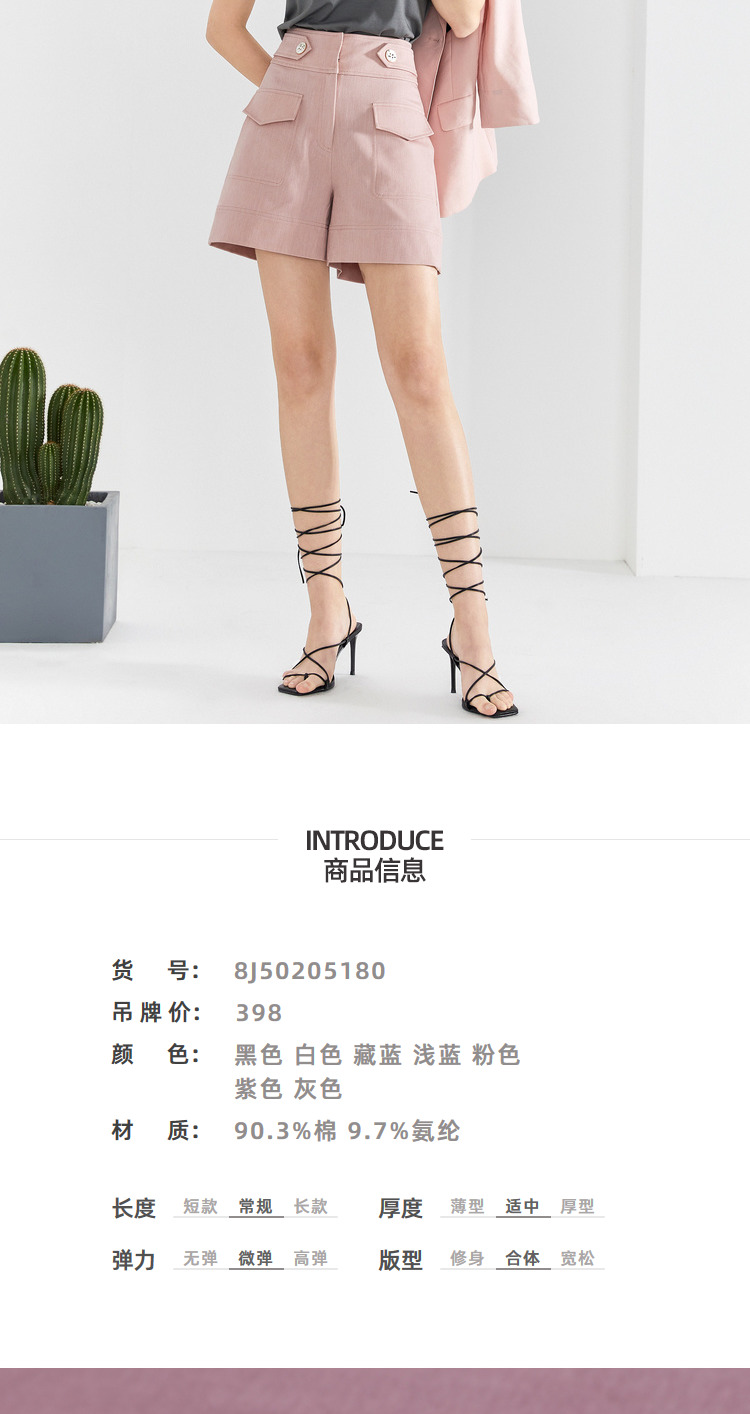 INTRODUCE
商品信息
货 号: 8J50205180
吊牌价: 398
颜 色: 黑色 白色 藏蓝 浅蓝 粉色
紫色 灰色
材 质: 90.3%棉 9.7%氨纶
长度 短款 常规 长款 厚度 薄型 适中 厚型
弹力 无弹 微弹 高弹 版型 修身 合体 宽松